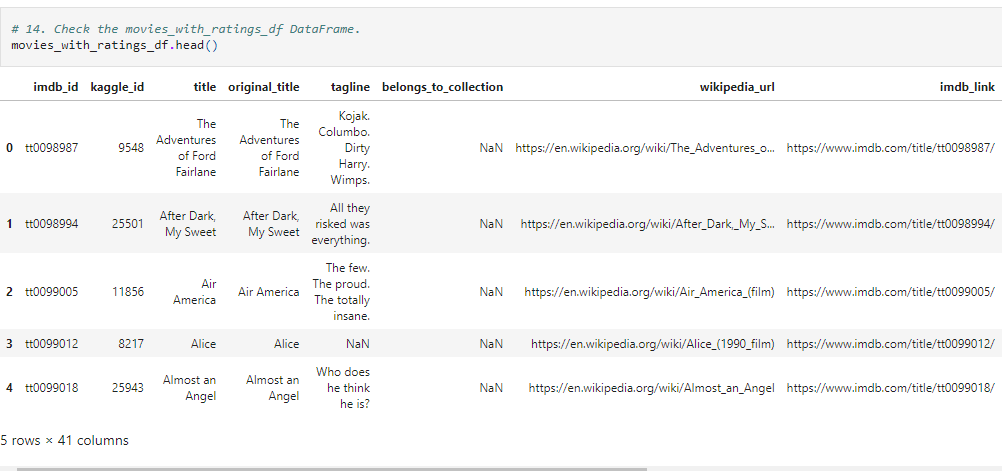 # 14. Check the movies_with_ratings_df DataFrame.
movies_with_ratings_df.head()
imdb_id kaggle_id title original_title tagline belongs_to_collection wikipedia_url imdb_link
0 tt0098987 9548 The Adventures of Ford Fairlane The Adventures of Ford Fairlane Kojak. Columbo. Dirty Harry. Wimps. NaN https://en.wikipedia.org/wiki/The_Adventures_o... https://www.imdb.com/title/tt0098987/
1 tt0098994 25501 After Dark, My Sweet After Dark, My Sweet All they risked was everything. NaN https://en.wikipedia.org/wiki/After_Dark,_My_S... https://www.imdb.com/title/tt0098994/
2 tt0099005 11856 Air America Air America The few. The proud. The totally insane. NaN https://en.wikipedia.org/wiki/Air_America_(film) https://www.imdb.com/title/tt0099005/
3 tt0099012 8217 Alice Alice NaN NaN https://en.wikipedia.org/wiki/Alice_(1990_film) https://www.imdb.com/title/tt0099012/
4 tt0099018 25943 Almost an Angel Almost an Angel Who does he think he is? NaN https://en.wikipedia.org/wiki/Almost_an_Angel https://www.imdb.com/title/tt0099018/
5 rows × 41 columns